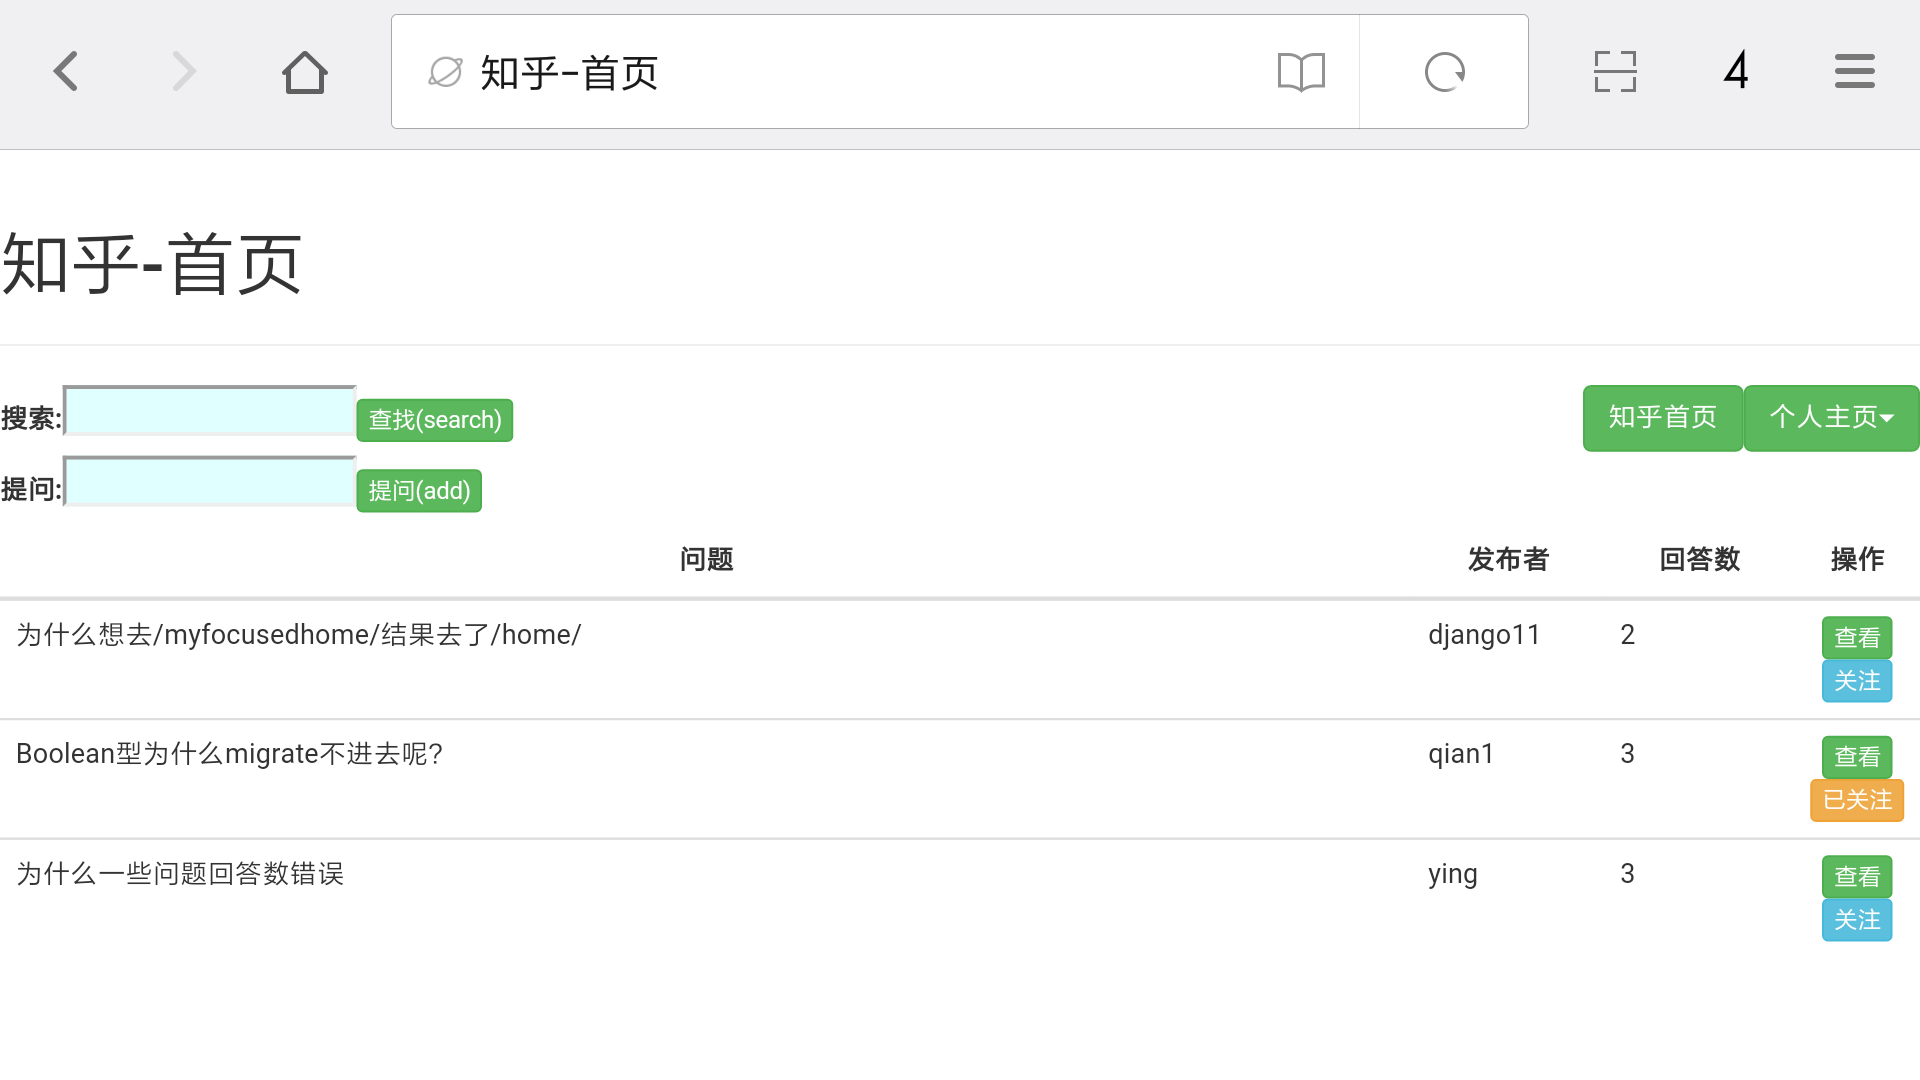 知乎-首页
4
知乎-首页
搜索: 查找(search) 知乎首页 个人主页
提问: 提问(add)
问题 发布者 回答数 操作
为什么想去/myfocusedhome/结果去了/home/ django11 2 查看
关注
Boolean型为什么migrate不进去呢? qian1 3 查看
已关注
为什么一些问题回答数错误 ying 3 查看
关注